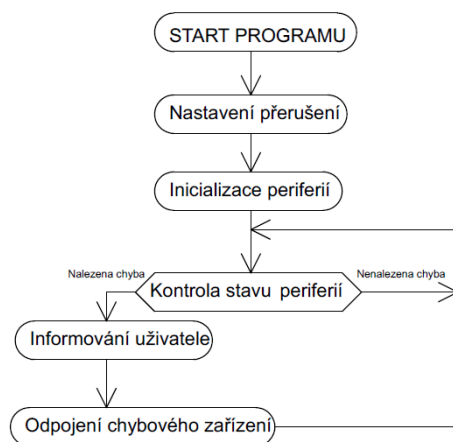 START PROGRAMU
Nastavení přerušení
Inicializace periferií
Nalezena chyba
Nenalezena chyba
Kontrola stavu periferií
Informování uživatele
Odpojení chybového zařízení